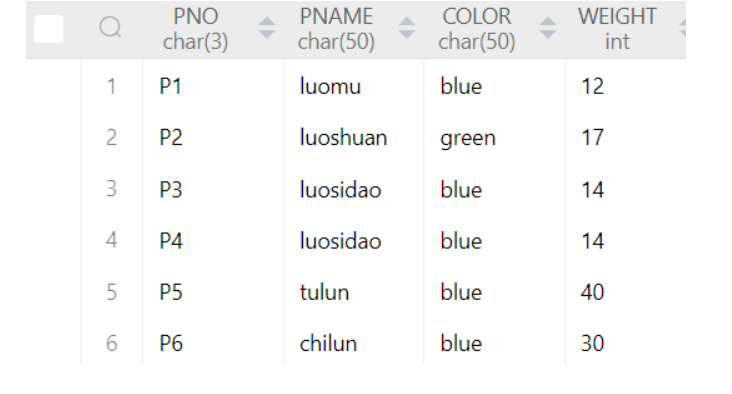 PNO PNAME COLOR WEIGHT
char(3) char(50) char(50) int
1 P1 luomu blue 12
2 P2 luoshuan green 17
3 P3 luosidao blue 14
4 P4 luosidao blue 14
5 P5 tulun blue 40
6 P6 chilun blue 30